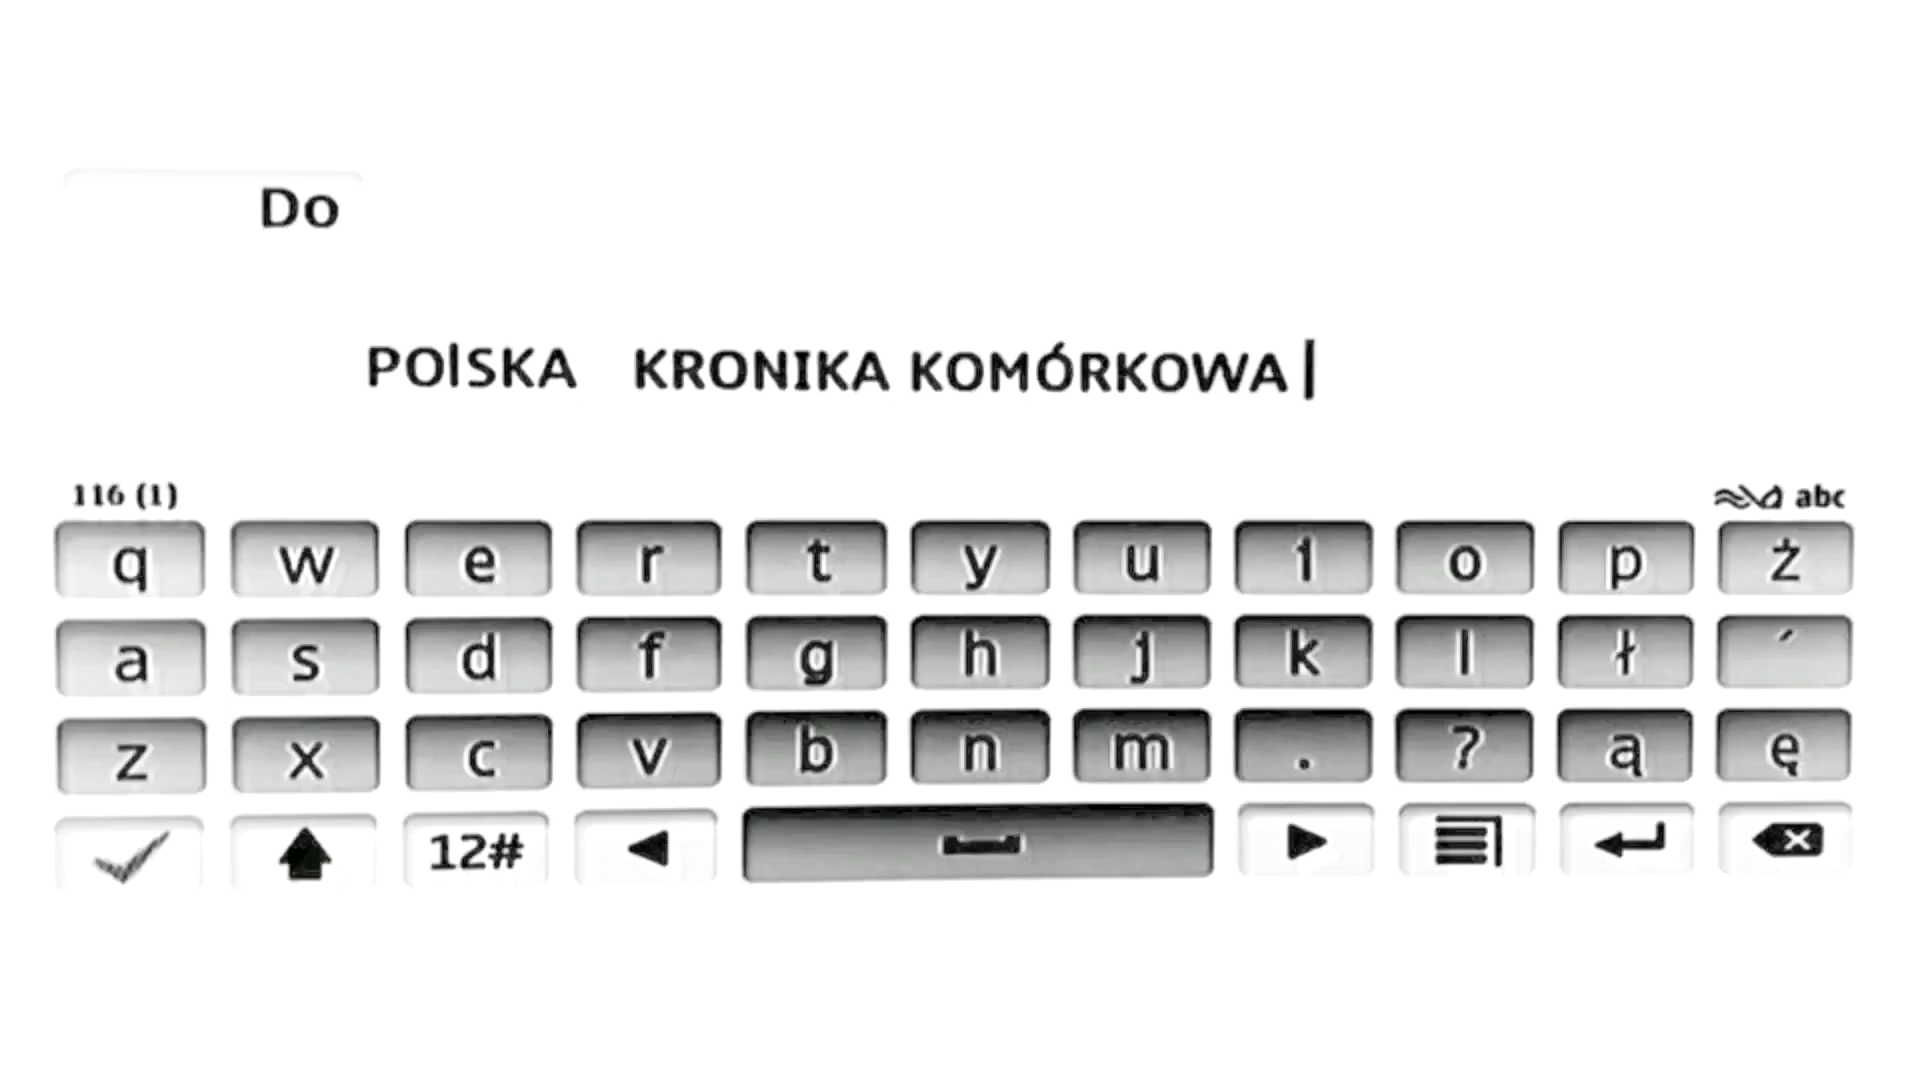 Do
POlSKA KRONIKA KOMÓRKOWA
116 (1) abc
q w e r t y u i o p ż
a s d f g h j k l ł ´
z x c v b n m . ? ą ę
12#